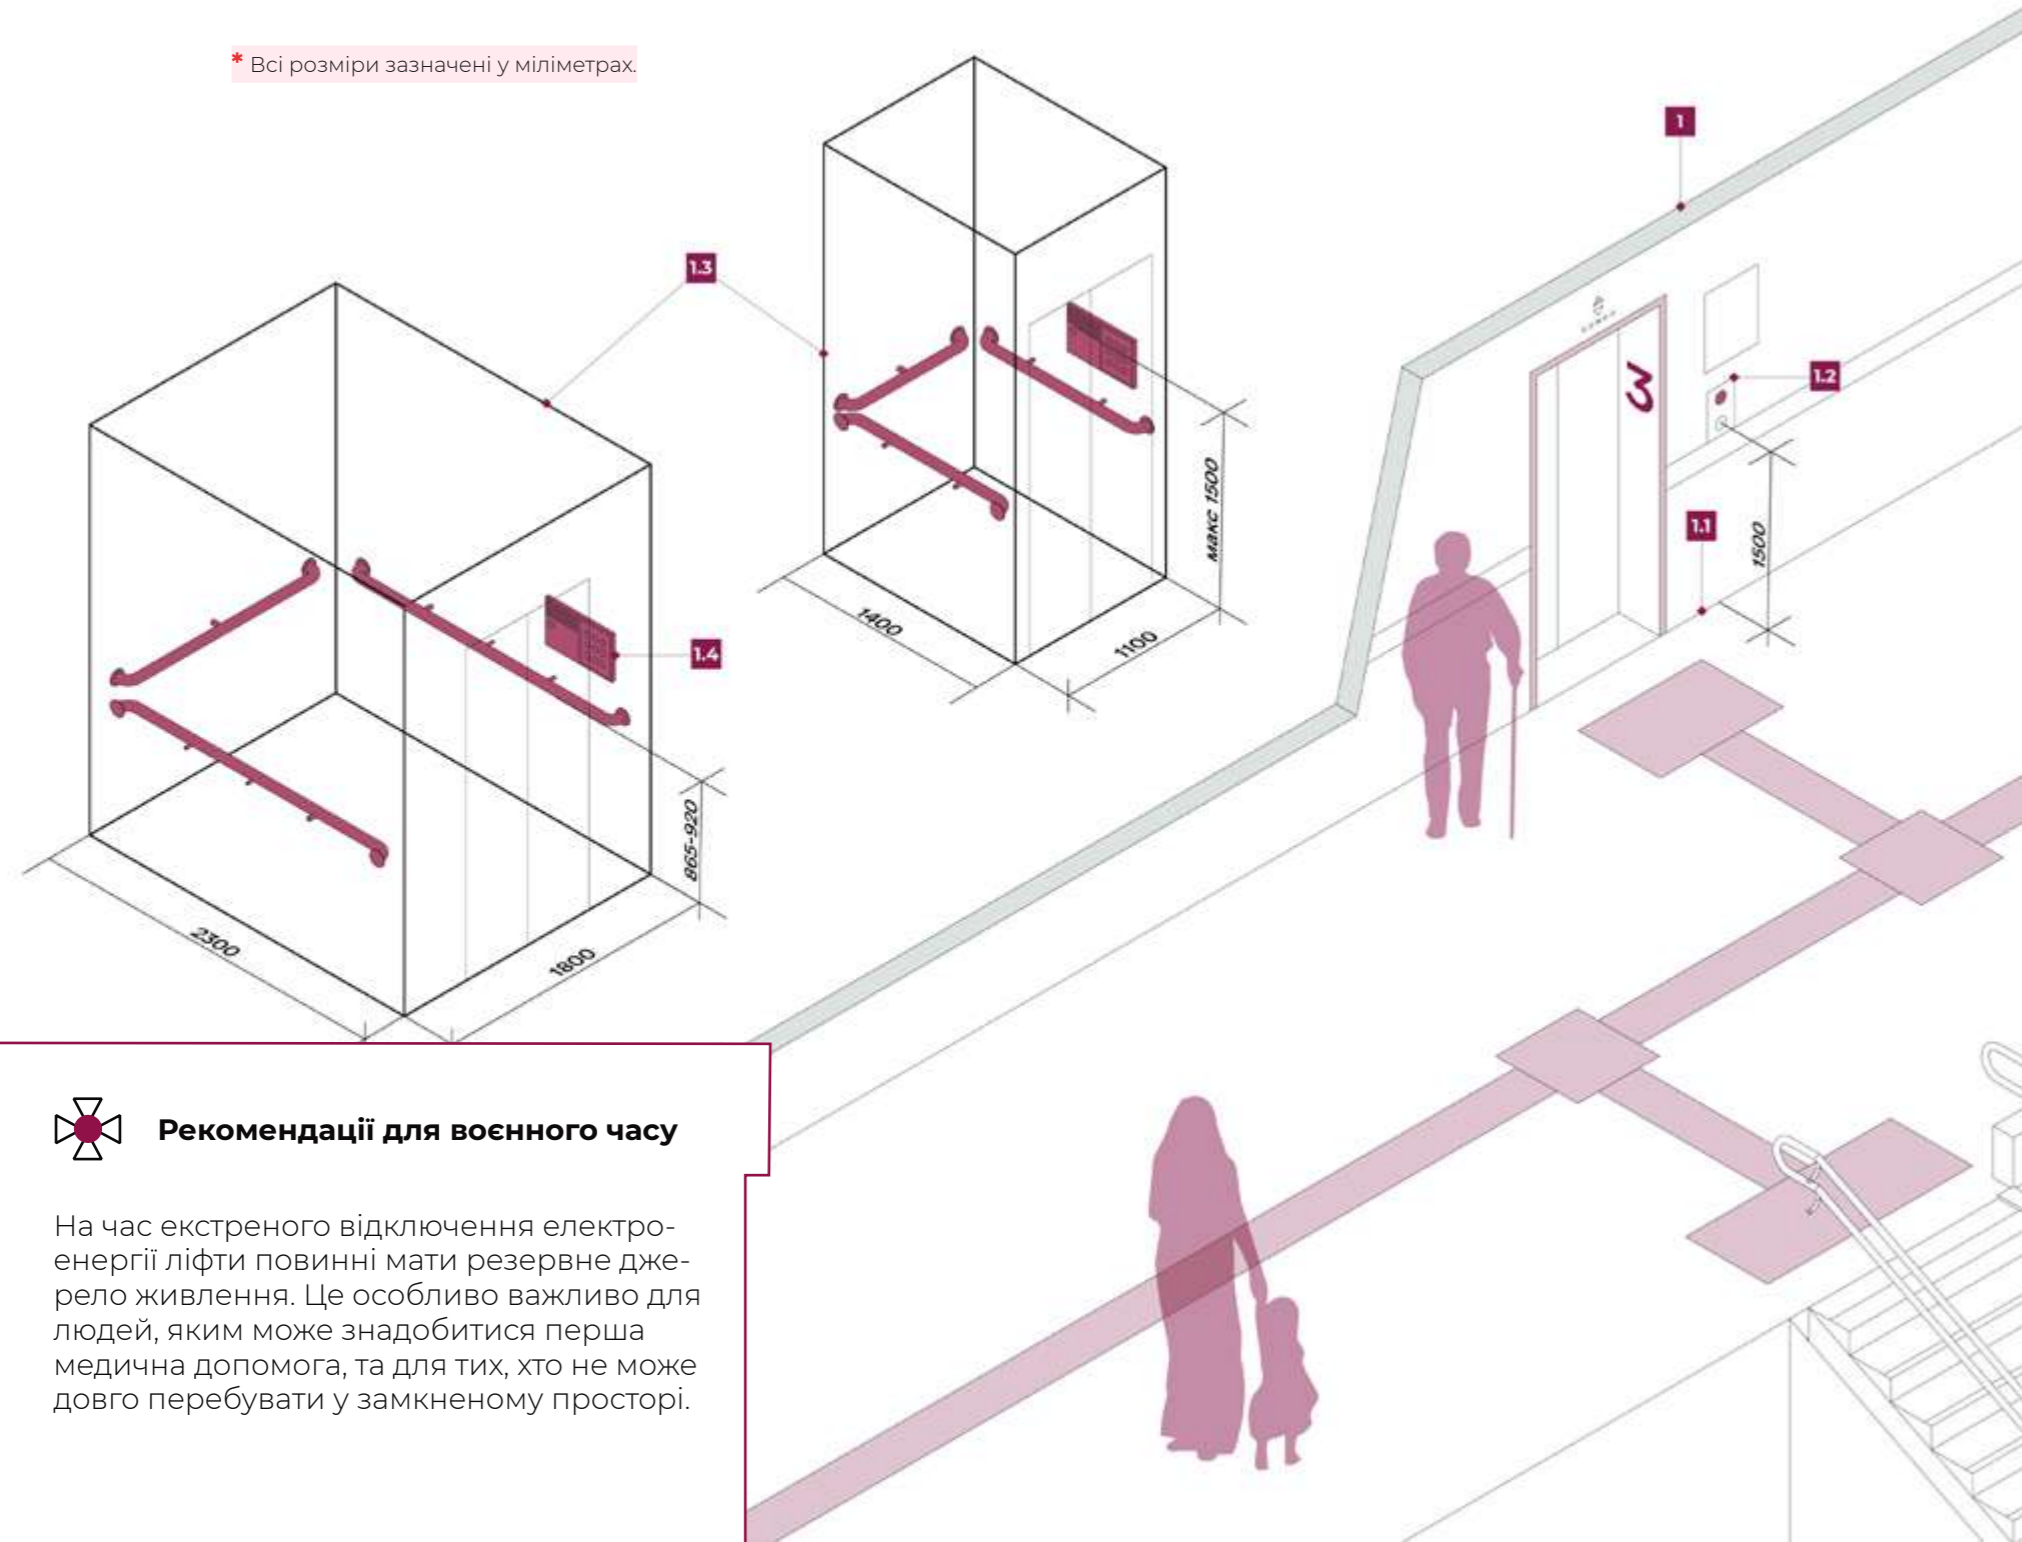 * Всі розміри зазначені у міліметрах.
1
1.3
1.2
макс 1500
1.1
1500
3
1400
1100
1.4
865-920
2300
1800
Рекомендації для воєнного часу
На час екстреного відключення електро-
енергії ліфти повинні мати резервне дже-
рело живлення. Це особливо важливо для
людей, яким може знадобитися перша
медична допомога, та для тих, хто не може
довго перебувати у замкненому просторі.